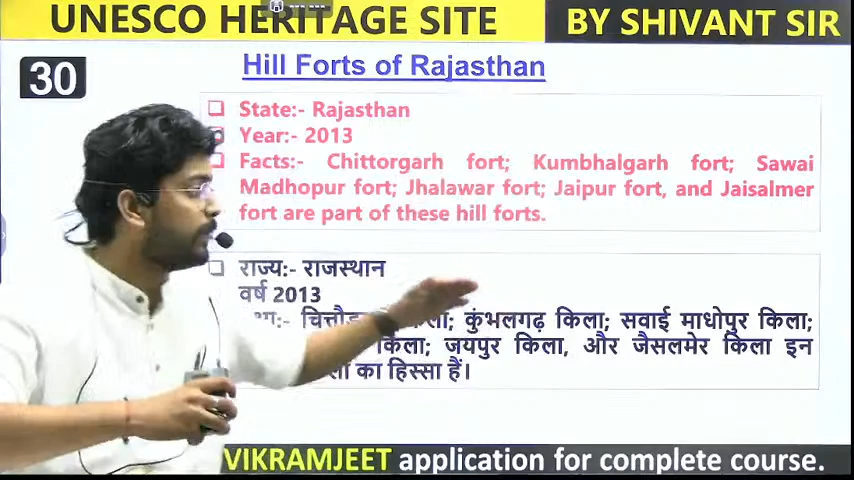 UNESCO HERITAGE SITE
BY SHIVANT SIR
30
Hill Forts of Rajasthan
State:- Rajasthan
Year:- 2013
Facts:- Chittorgarh fort; Kumbhalgarh fort; Sawai
Madhopur fort; Jhalawar fort; Jaipur fort, and Jaisalmer
fort are part of these hill forts.
राज्य:- राजस्थान
वर्ष 2013
कुंभलगढ़ किला; सवाई माधोपुर किला;
किला; जयपुर किला, और जैसलमेर किला इन
का हिस्सा हैं।
VIKRAMJEET application for complete course.